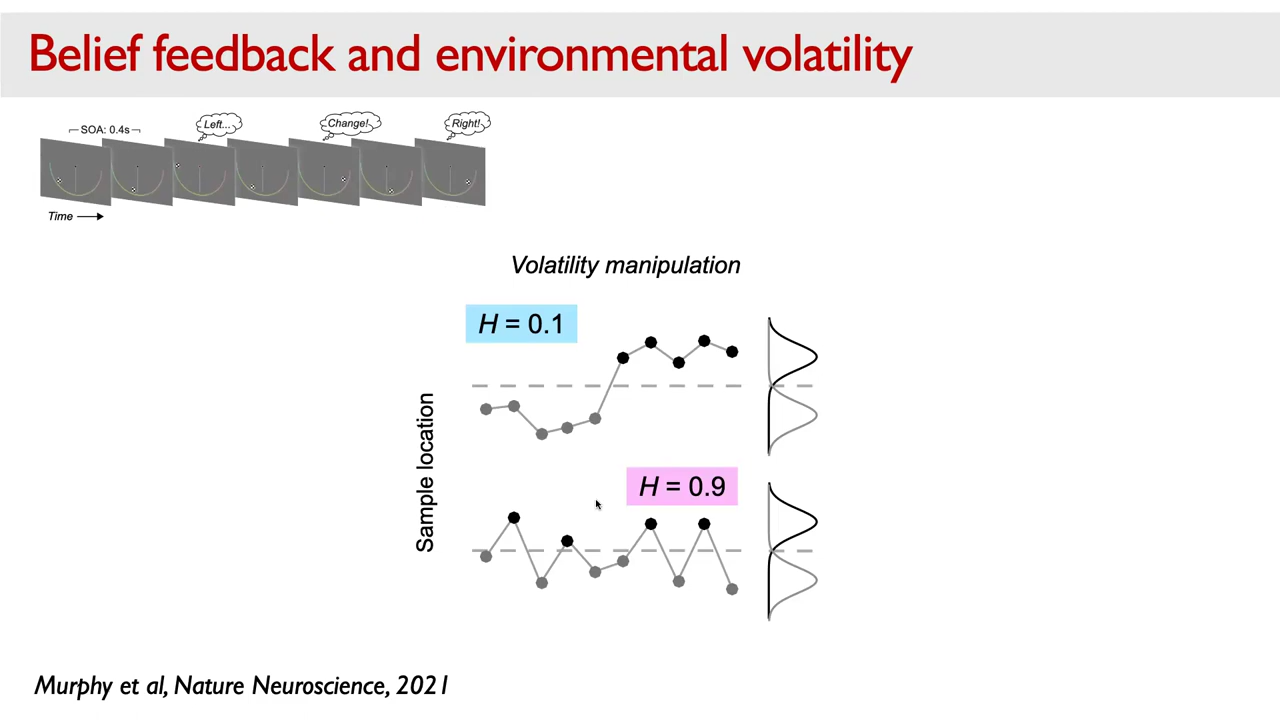 Belief feedback and environmental volatility
SOA: 0.4s
Left...
Change!
Right!
Time
Volatility manipulation
H = 0.1
Sample location
H = 0.9
Murphy et al, Nature Neuroscience, 2021